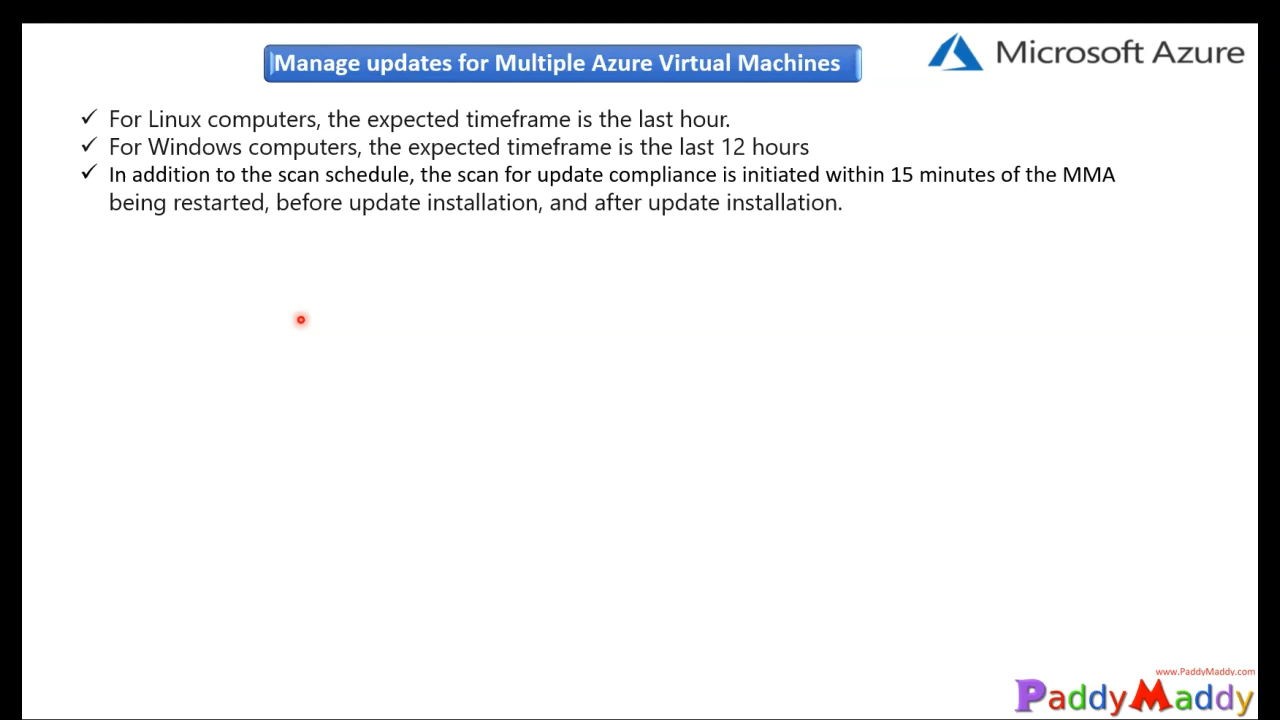 Manage updates for Multiple Azure Virtual Machines
Microsoft Azure
For Linux computers, the expected timeframe is the last hour.
For Windows computers, the expected timeframe is the last 12 hours
In addition to the scan schedule, the scan for update compliance is initiated within 15 minutes of the MMA
being restarted, before update installation, and after update installation.
www.PaddyMaddy.com
PaddyMaddy